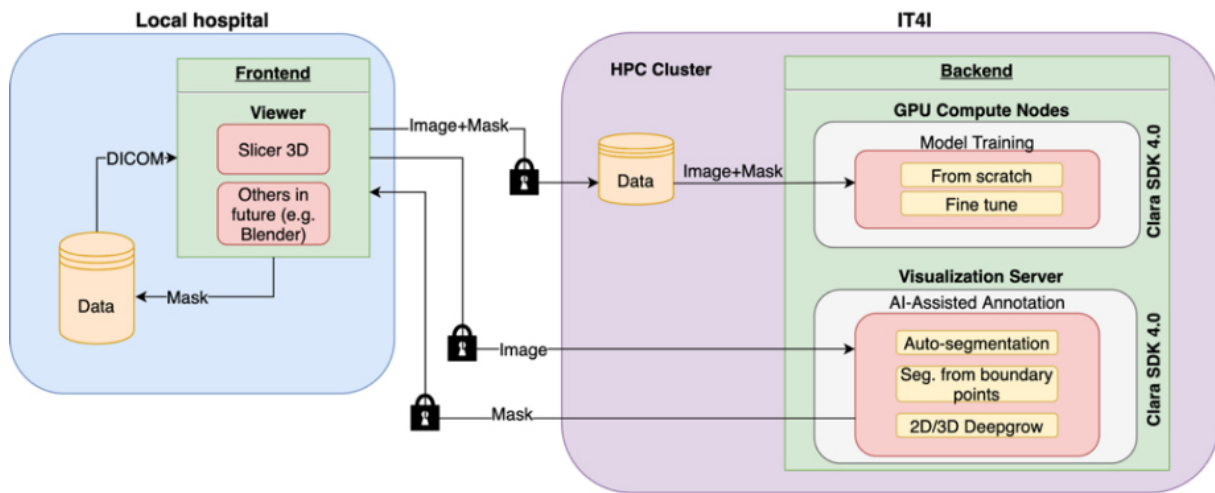 Local hospital
IT4I
Frontend
Viewer
Slicer 3D
Others in
future (e.g.
Blender)
DICOM
Data
Mask
Image+Mask
Image
Mask
HPC Cluster
Data
Image+Mask
Backend
GPU Compute Nodes
Model Training
From scratch
Fine tune
Clara SDK 4.0
Visualization Server
AI-Assisted Annotation
Auto-segmentation
Seg. from boundary
points
2D/3D Deepgrow
Clara SDK 4.0